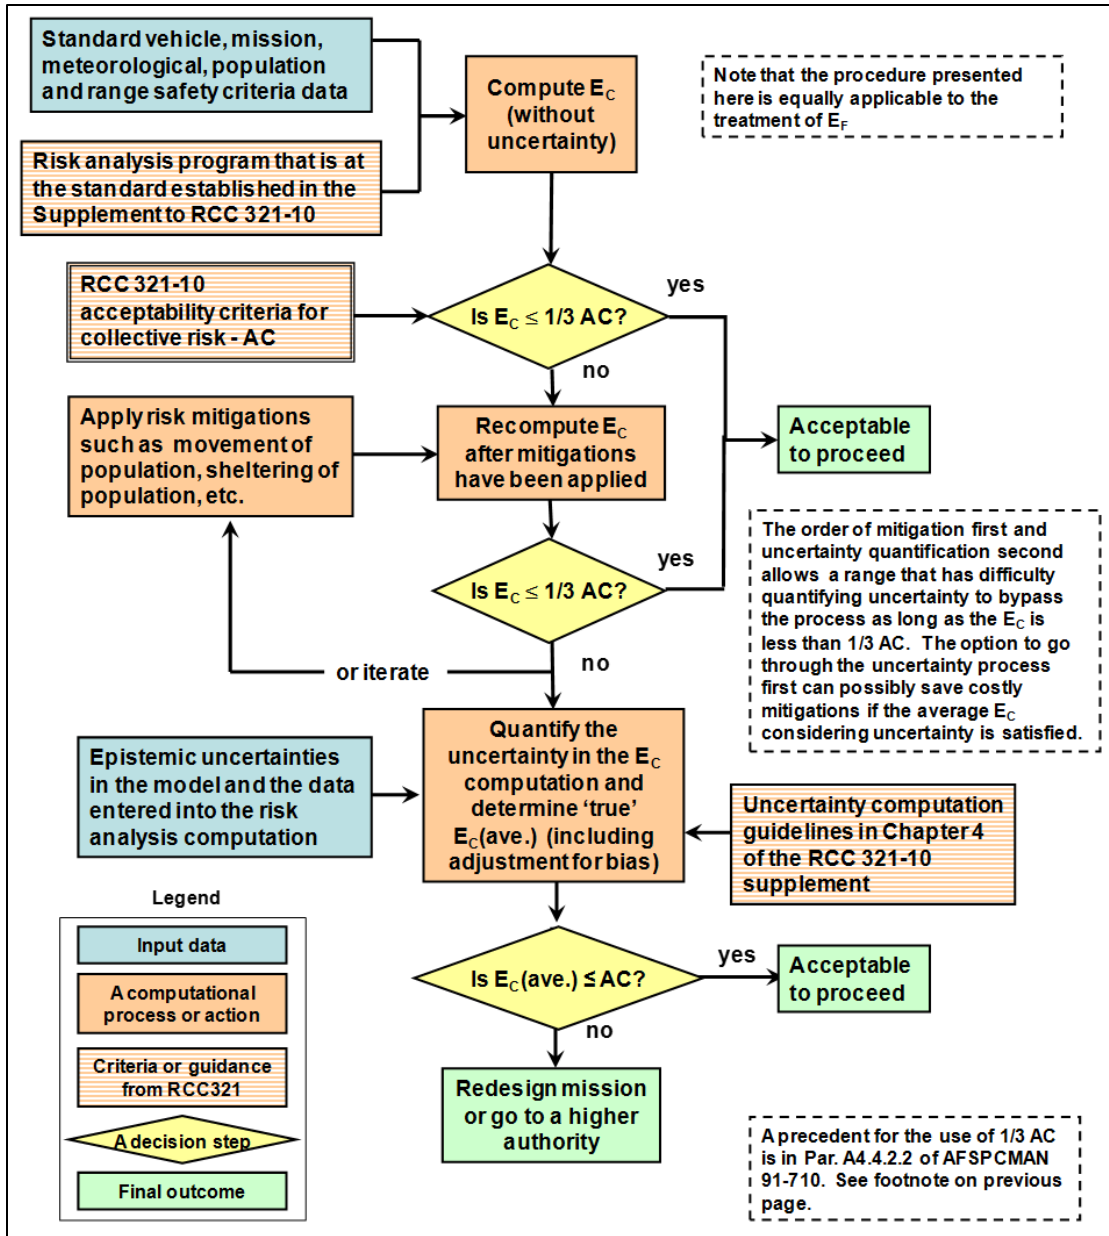 Standard vehicle, mission,
meteorological, population
and range safety criteria data
Compute E_C
(without
uncertainty)
Note that the procedure presented
here is equally applicable to the
treatment of E_F
Risk analysis program that is at
the standard established in the
Supplement to RCC 321-10
RCC 321-10
acceptability criteria for
collective risk - AC
Is E_C ≤ 1/3 AC?
yes
no
Apply risk mitigations
such as movement of
population, sheltering of
population, etc.
Recompute E_C
after mitigations
have been applied
Acceptable
to proceed
Is E_C ≤ 1/3 AC?
yes
no
or iterate
The order of mitigation first and
uncertainty quantification second
allows a range that has difficulty
quantifying uncertainty to bypass
the process as long as the E_C is
less than 1/3 AC. The option to go
through the uncertainty process
first can possibly save costly
mitigations if the average E_C
considering uncertainty is satisfied.
Epistemic uncertainties
in the model and the data
entered into the risk
analysis computation
Quantify the
uncertainty in the E_C
computation and
determine ‘true’
E_C(ave.) (including
adjustment for bias)
Uncertainty computation
guidelines in Chapter 4
of the RCC 321-10
supplement
Is E_C(ave.) ≤ AC?
yes
Acceptable
to proceed
no
Redesign mission
or go to a higher
authority
Legend
Input data
A computational
process or action
Criteria or guidance
from RCC321
A decision step
Final outcome
A precedent for the use of 1/3 AC
is in Par. A4.4.2.2 of AFSPCMAN
91-710. See footnote on previous
page.